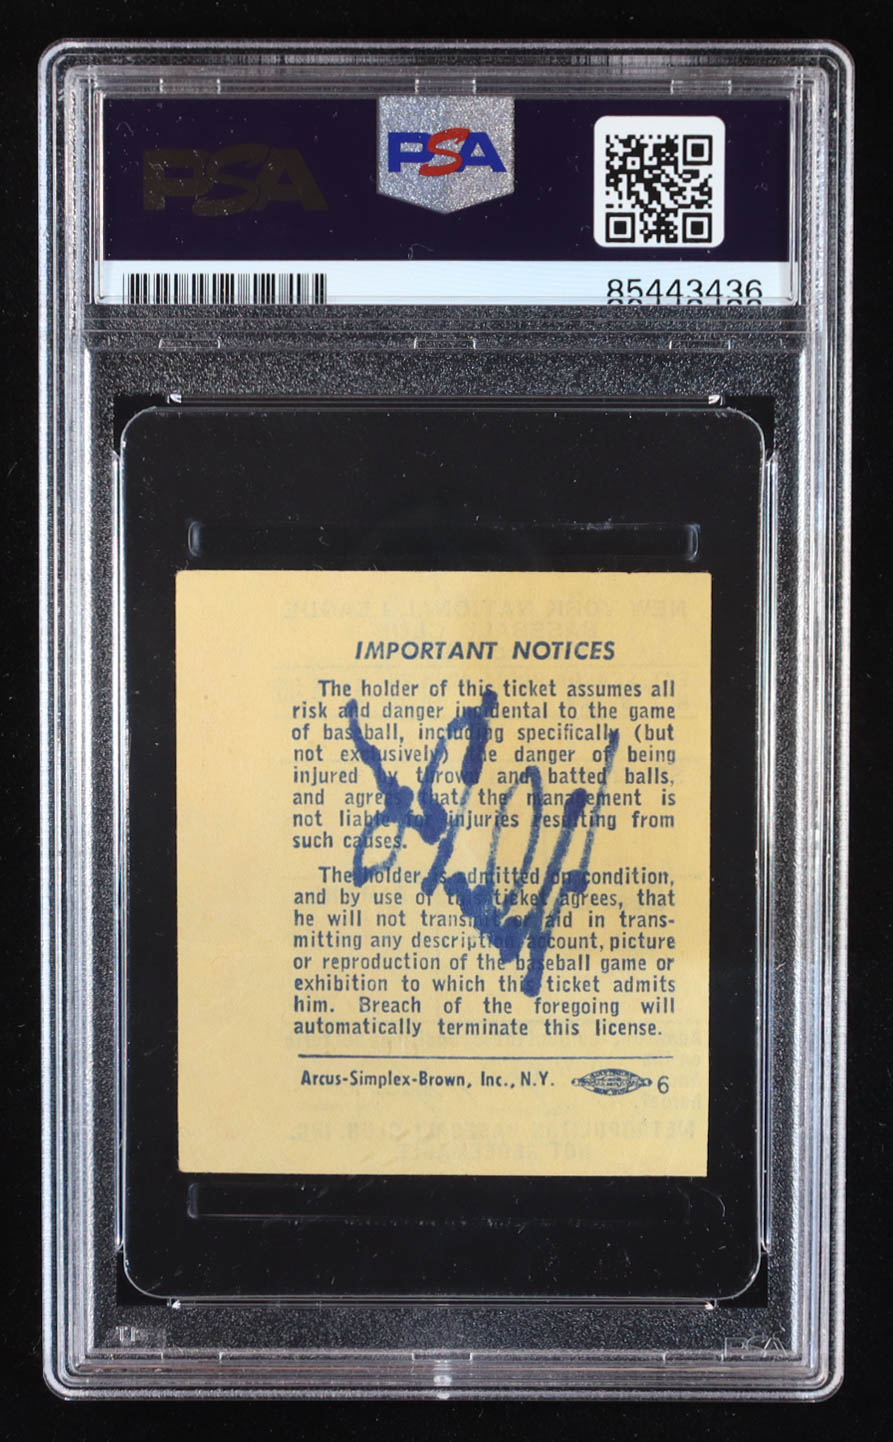 PSA
PSA
85443436
IMPORTANT NOTICES
The holder of this ticket assumes all
risk and danger incidental to the game
of baseball, including specifically (but
not exclusively) the danger of being
injured by thrown and batted balls,
and agrees that the management is
not liable for injuries resulting from
such causes.
The holder is admitted on condition,
and by use of this ticket agrees, that
he will not transmit or aid in trans-
mitting any description, account, picture
or reproduction of the baseball game or
exhibition to which this ticket admits
him. Breach of the foregoing will
automatically terminate this license.
Arcus-Simplex-Brown, Inc., N.Y. 6
PSA